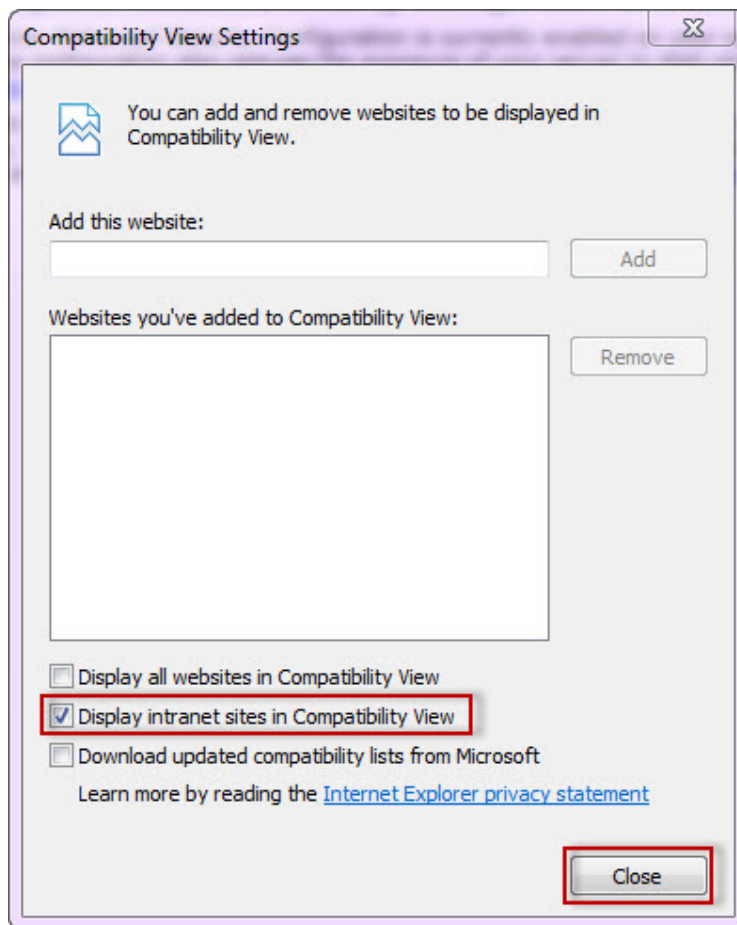 Compatibility View Settings
You can add and remove websites to be displayed in
Compatibility View.
Add this website:
Add
Websites you've added to Compatibility View:
Remove
Display all websites in Compatibility View
Display intranet sites in Compatibility View
Download updated compatibility lists from Microsoft
Learn more by reading the Internet Explorer privacy statement
Close